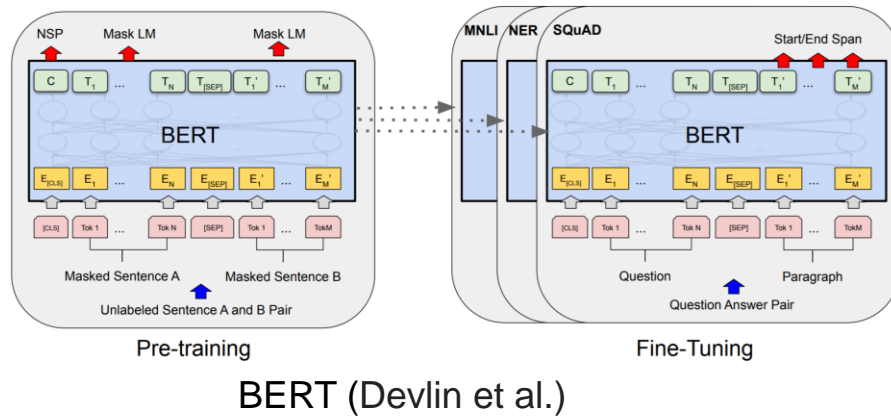 NSP Mask LM Mask LM
C T1 ... TN T[SEP] T1' ... TM'
BERT
E[CLS] E1 ... EN E[SEP] E1' ... EM'
[CLS] Tok 1 ... Tok N [SEP] Tok 1 ... TokM
Masked Sentence A Masked Sentence B
Unlabeled Sentence A and B Pair
Pre-training
MNLI NER SQuAD
Start/End Span
C T1 ... TN T[SEP] T1' ... TM'
BERT
E[CLS] E1 ... EN E[SEP] E1' ... EM'
[CLS] Tok 1 ... Tok N [SEP] Tok 1 ... TokM
Question Paragraph
Question Answer Pair
Fine-Tuning
BERT (Devlin et al.)